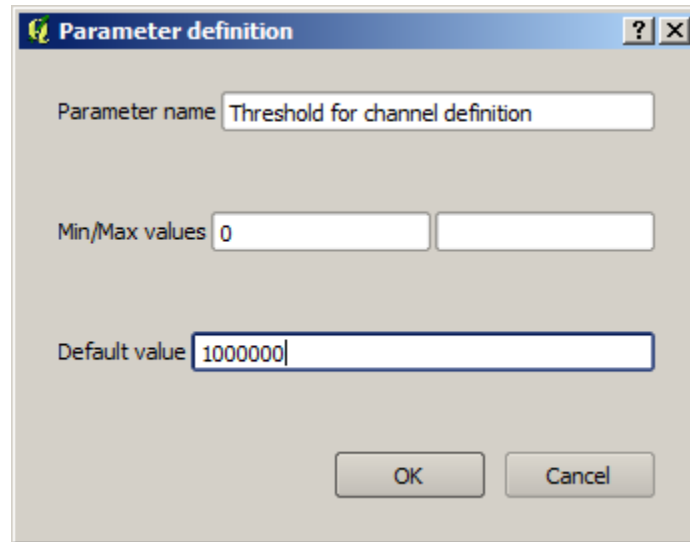 Parameter definition
Parameter name Threshold for channel definition
Min/Max values 0
Default value 1000000
OK Cancel